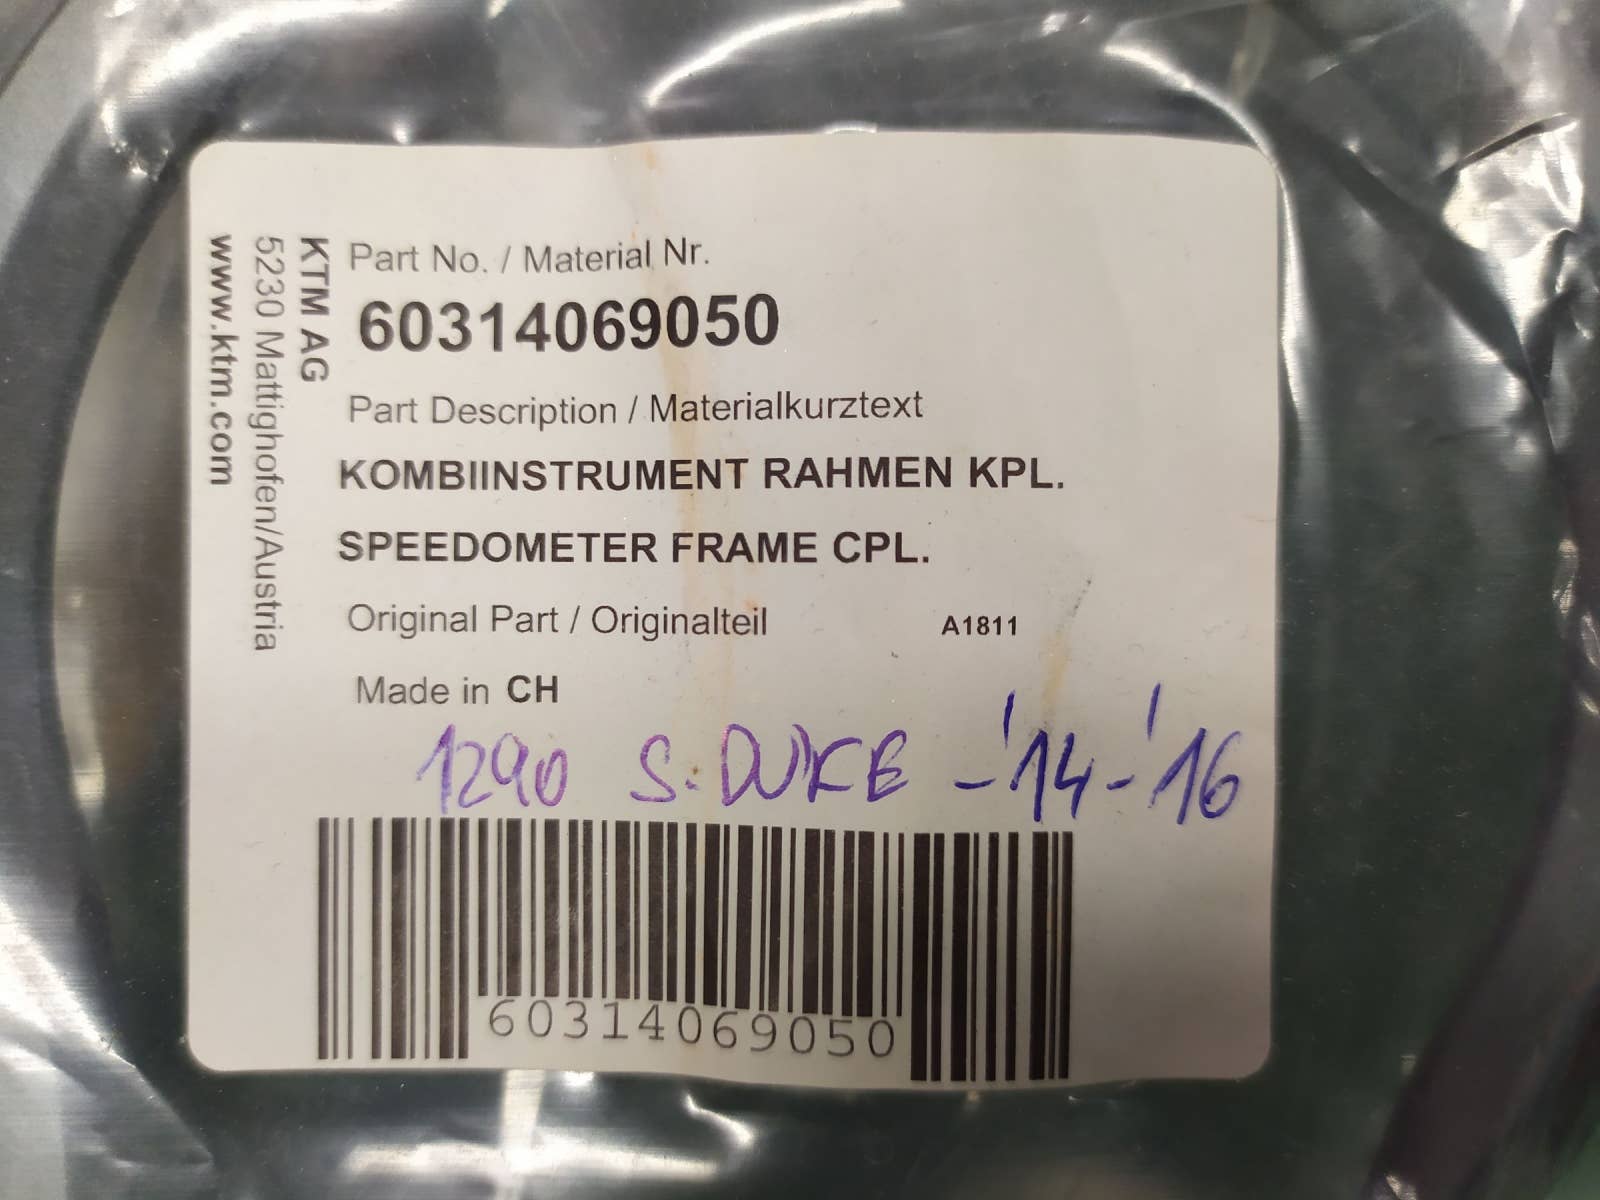 KTM AG
5230 Mattighofen/Austria
www.ktm.com
Part No. / Material Nr.
60314069050
Part Description / Materialkurztext
KOMBIINSTRUMENT RAHMEN KPL.
SPEEDOMETER FRAME CPL.
Original Part / Originalteil A1811
Made in CH
1290 S. DUKE - '14 - '16
60314069050